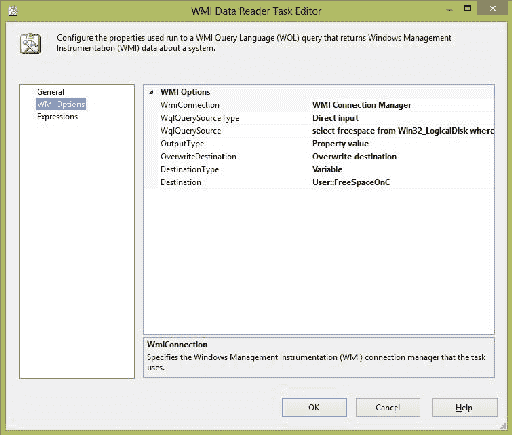 WMI Data Reader Task Editor
Configure the properties used run to a WMI Query Language (WQL) query that returns Windows Management
Instrumentation (WMI) data about a system.
General
WMI Options
Expressions
WMI Options
WmiConnection WMI Connection Manager
WqlQuerySourceType Direct input
WqlQuerySource select freespace from Win32_LogicalDisk where
OutputType Property value
OverwriteDestination Overwrite destination
DestinationType Variable
Destination User::FreeSpaceOnC
WmiConnection
Specifies the Windows Management Instrumentation (WMI) connection manager that the task
uses.
OK Cancel Help